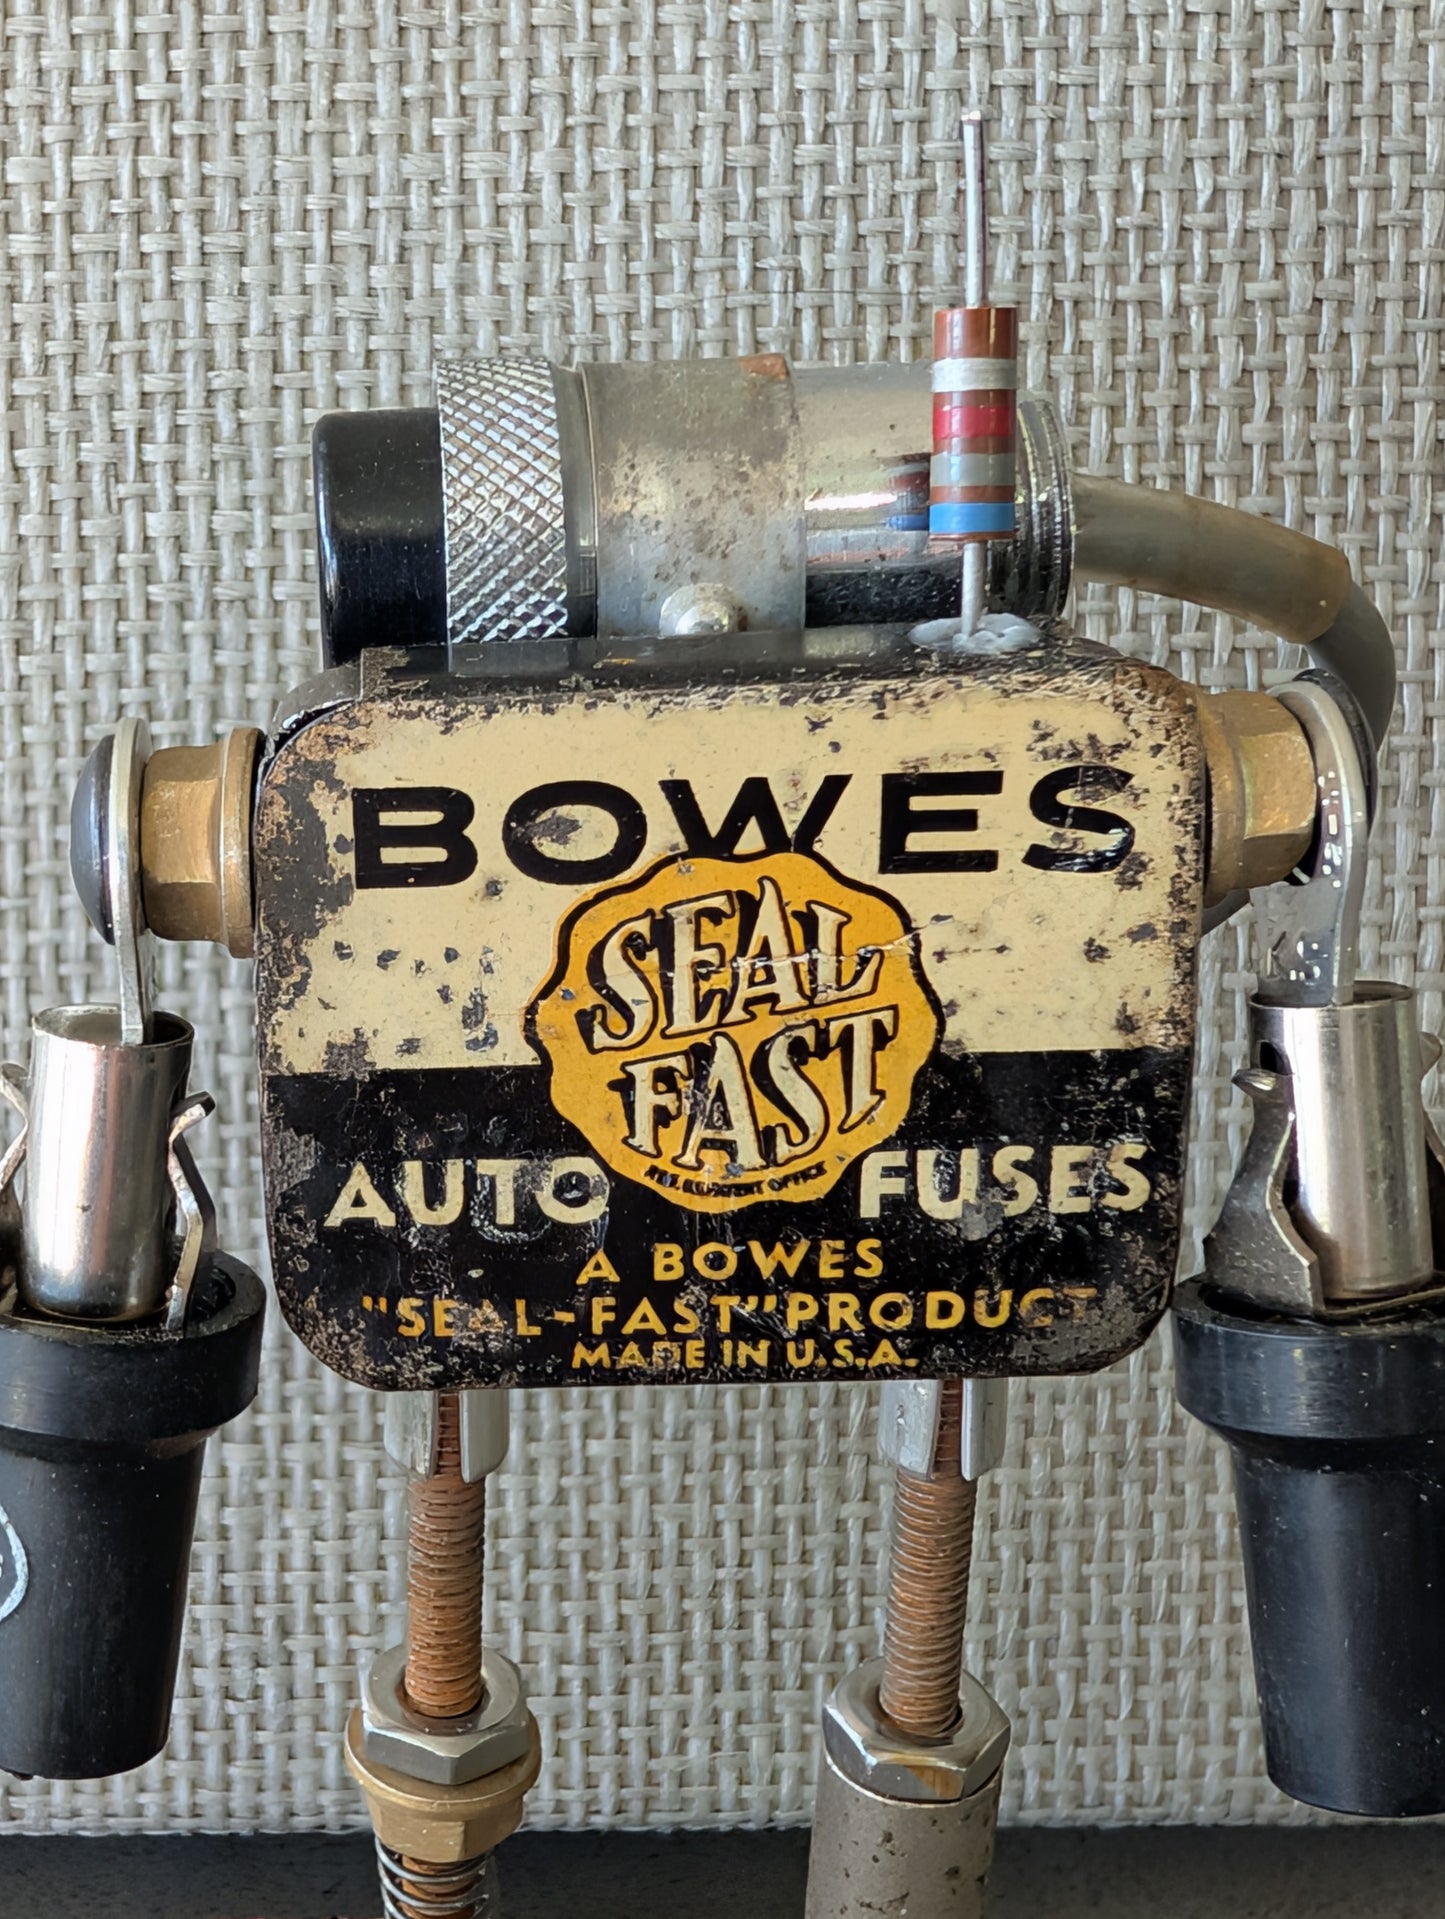 BOWES
SEAL
FAST
AUTO FUSES
A BOWES
"SEAL-FAST" PRODUCT
MADE IN U.S.A.